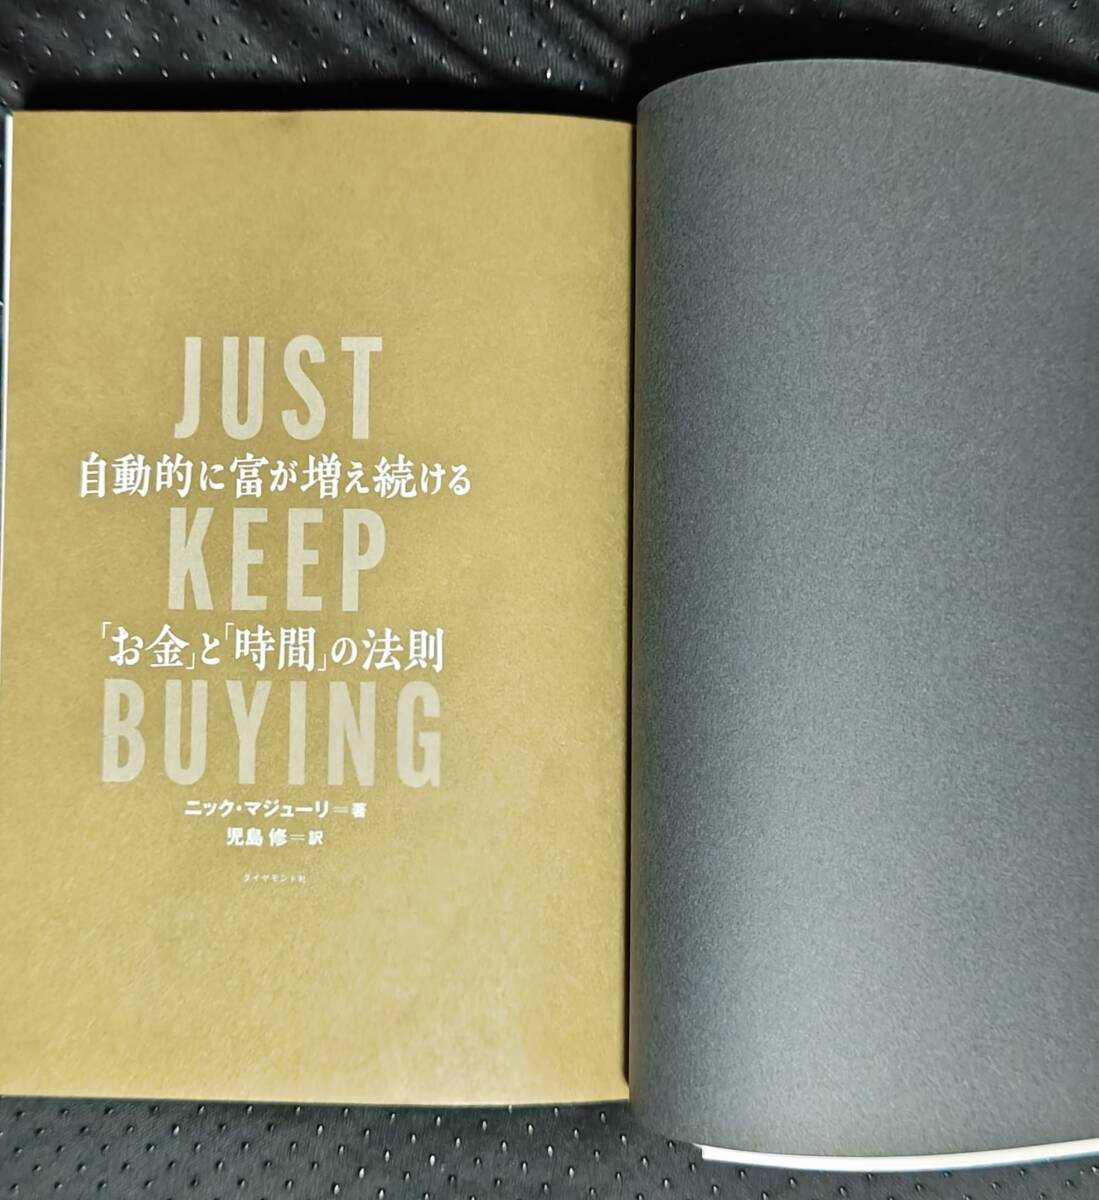 JUST
自動的に富が増え続ける
KEEP
「お金」と「時間」の法則
BUYING
ニック・マジューリ=著
児島 修=訳
ダイヤモンド社